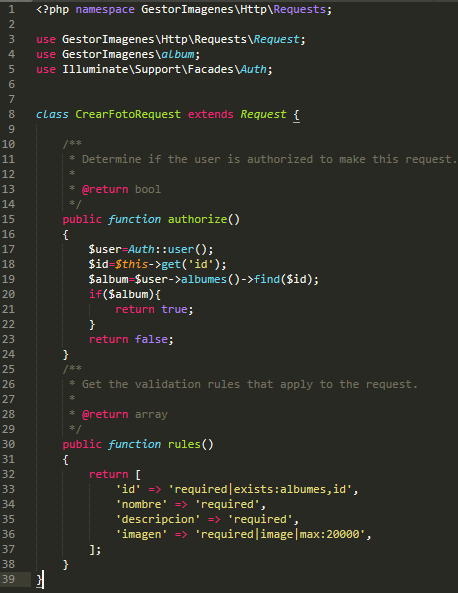 1 <?php namespace GestorImagenes\Http\Requests;
2
3 use GestorImagenes\Http\Requests\Request;
4 use GestorImagenes\album;
5 use Illuminate\Support\Facades\Auth;
6
7
8 class CrearFotoRequest extends Request {
9
10     /**
11      * Determine if the user is authorized to make this request.
12      *
13      * @return bool
14      */
15     public function authorize()
16     {
17         $user=Auth::user();
18         $id=$this->get('id');
19         $album=$user->albumes()->find($id);
20         if($album){
21             return true;
22         }
23         return false;
24     }
25     /**
26      * Get the validation rules that apply to the request.
27      *
28      * @return array
29      */
30     public function rules()
31     {
32         return [
33             'id' => 'required|exists:albumes,id',
34             'nombre' => 'required',
35             'descripcion' => 'required',
36             'imagen' => 'required|image|max:20000',
37         ];
38     }
39 }